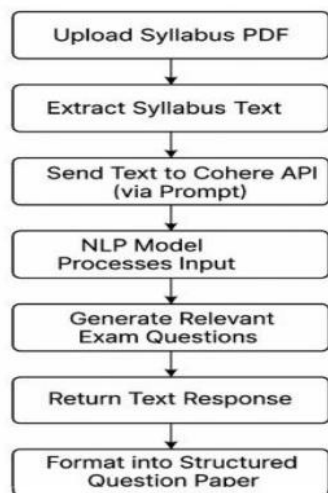 Upload Syllabus PDF
Extract Syllabus Text
Send Text to Cohere API
(via Prompt)
NLP Model
Processes Input
Generate Relevant
Exam Questions
Return Text Response
Format into Structured
Question Paper